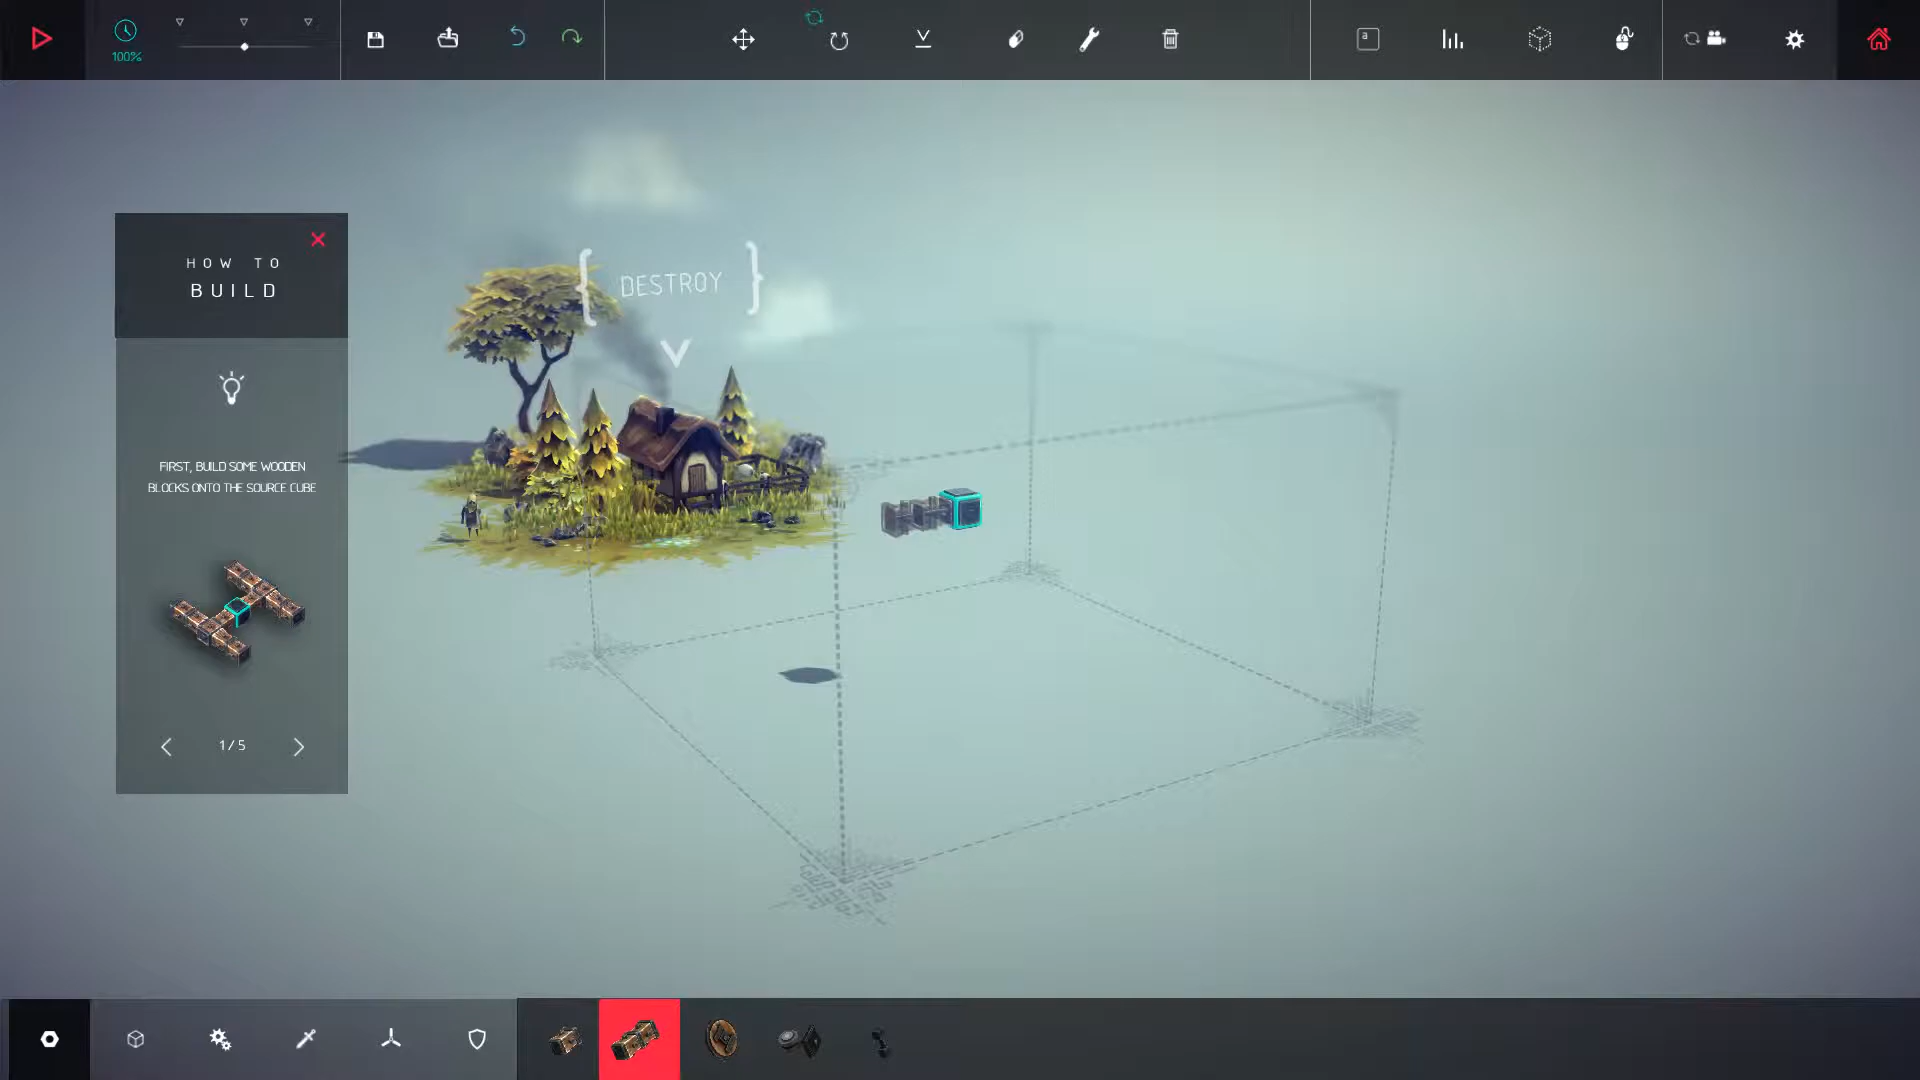 100%
a
HOW TO
BUILD
{ DESTROY }
FIRST, BUILD SOME WOODEN
BLOCKS ONTO THE SOURCE CUBE
1/5